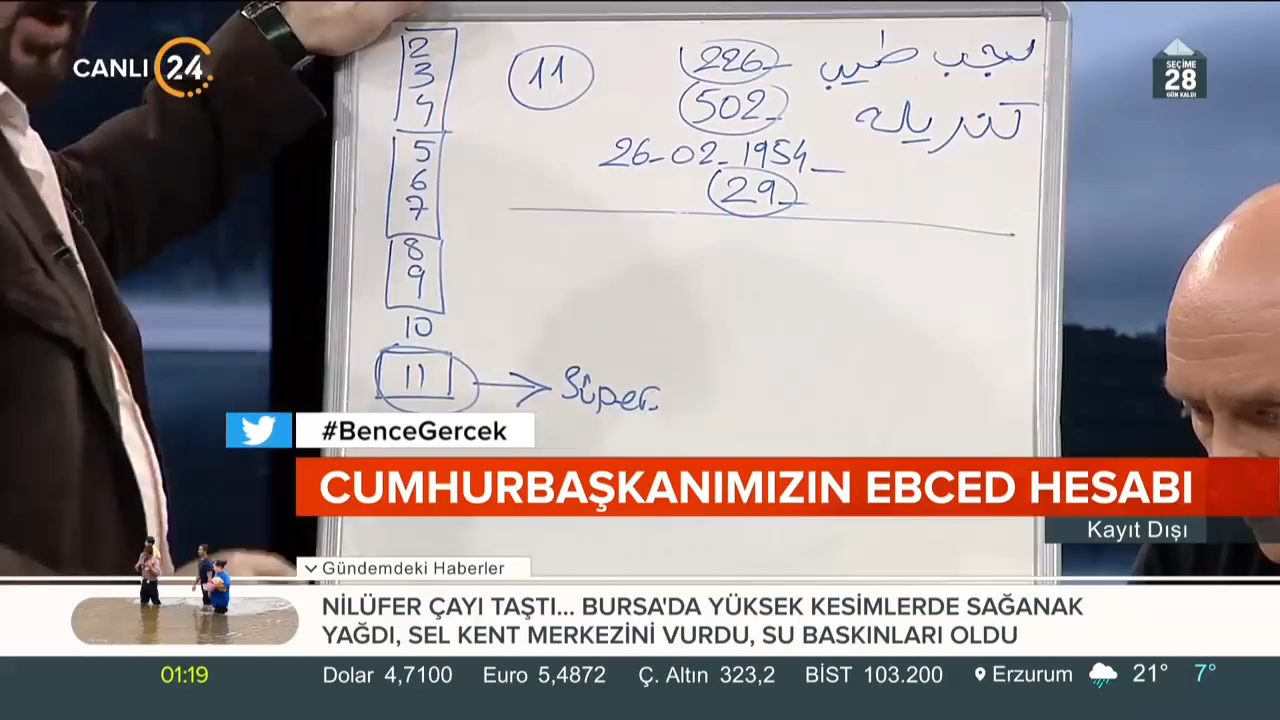 CANLI 24
SEÇİME
28
GÜN KALDI
2
3
4
5
6
7
8
9
10
11
Süper
11
226
طيب
502
26-02-1954
29
#BenceGercek
CUMHURBAŞKANIMIZIN EBCED HESABI
Kayıt Dışı
Gündemdeki Haberler
NİLÜFER ÇAYI TAŞTI... BURSA'DA YÜKSEK KESİMLERDE SAĞANAK
YAĞDI, SEL KENT MERKEZİNİ VURDU, SU BASKINLARI OLDU
01:19 Dolar 4,7100 Euro 5,4872 Ç. Altın 323,2 BİST 103.200 Erzurum 21° 7°